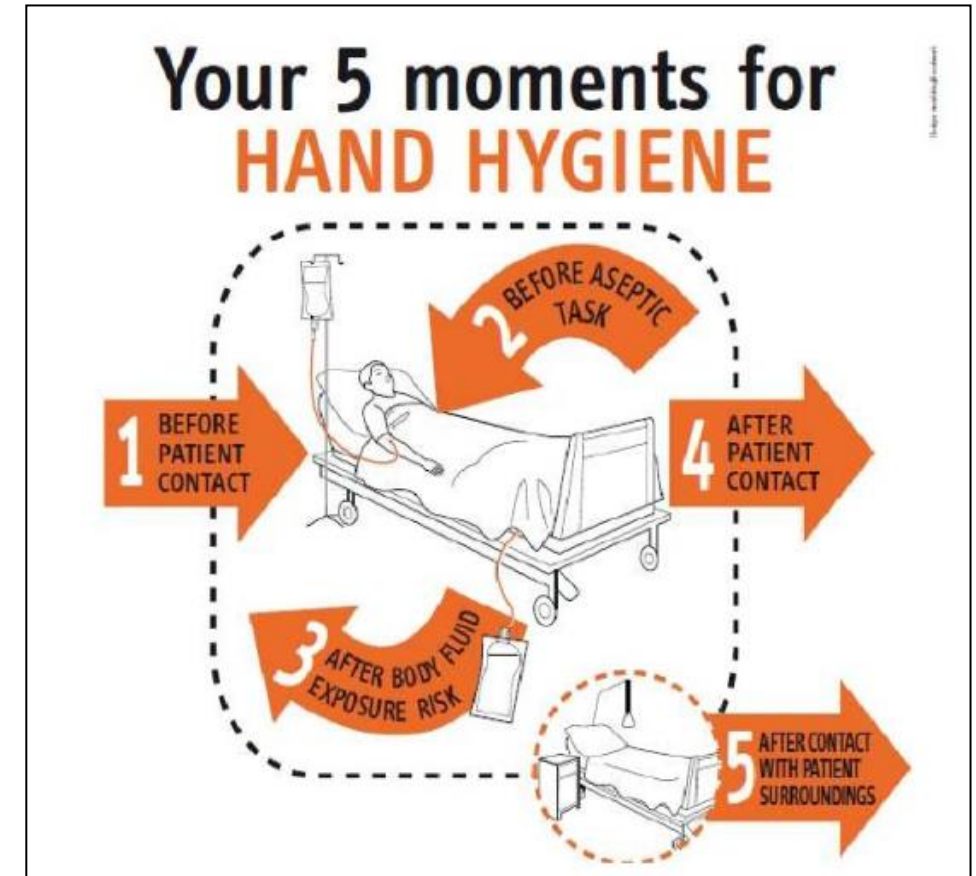 Your 5 moments for
HAND HYGIENE
1 BEFORE
PATIENT
CONTACT
2 BEFORE ASEPTIC
TASK
3 AFTER BODY FLUID
EXPOSURE RISK
4 AFTER
PATIENT
CONTACT
5 AFTER CONTACT
WITH PATIENT
SURROUNDINGS